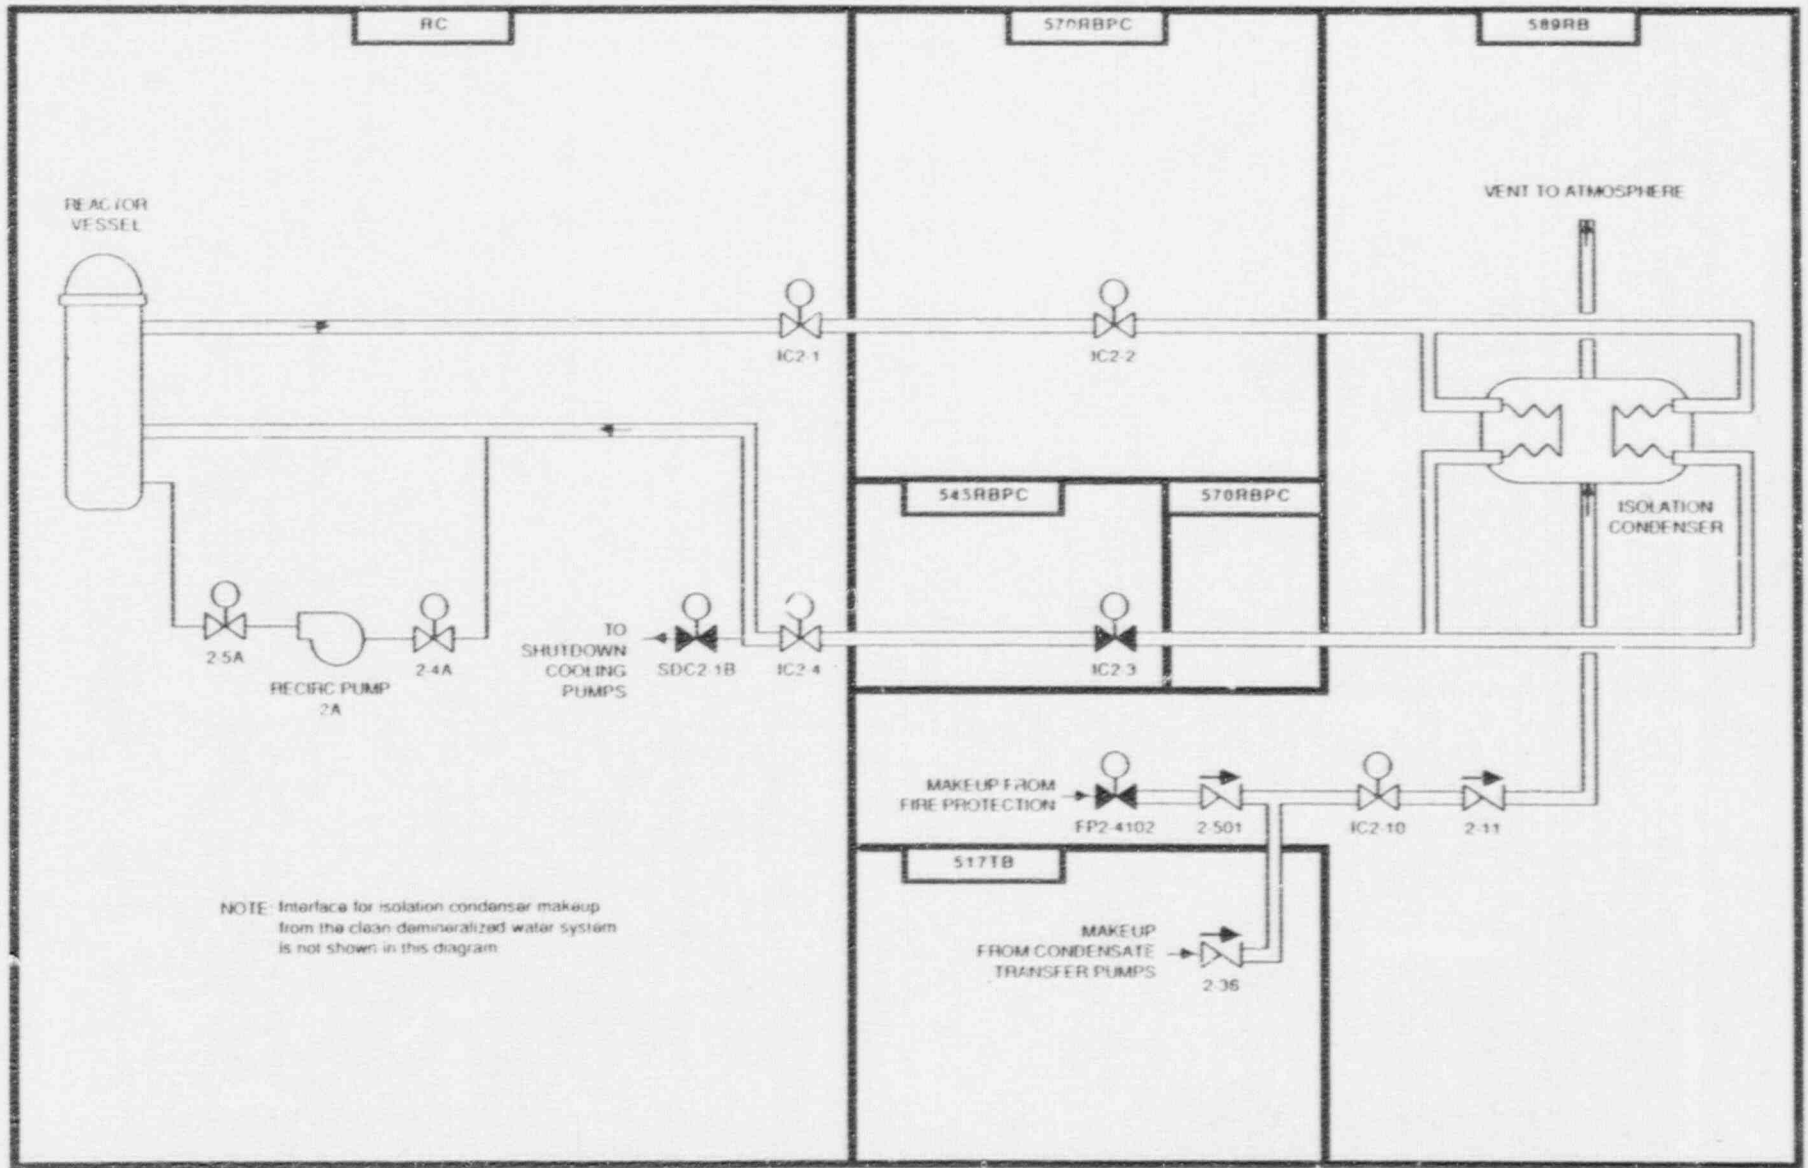 RC
570RBPC
589RB
REACTOR
VESSEL
VENT TO ATMOSPHERE
IC2-1
IC2-2
545RBPC
570RBPC
ISOLATION
CONDENSER
2-5A
RECIRC PUMP
2A
2-4A
TO
SHUTDOWN
COOLING
PUMPS
SDC2-1B
IC2-4
IC2-3
MAKEUP FROM
FIRE PROTECTION
FP2-4102
2-501
IC2-10
2-11
517TB
NOTE: Interface for isolation condenser makeup
from the clean demineralized water system
is not shown in this diagram
MAKEUP
FROM CONDENSATE
TRANSFER PUMPS
2-36